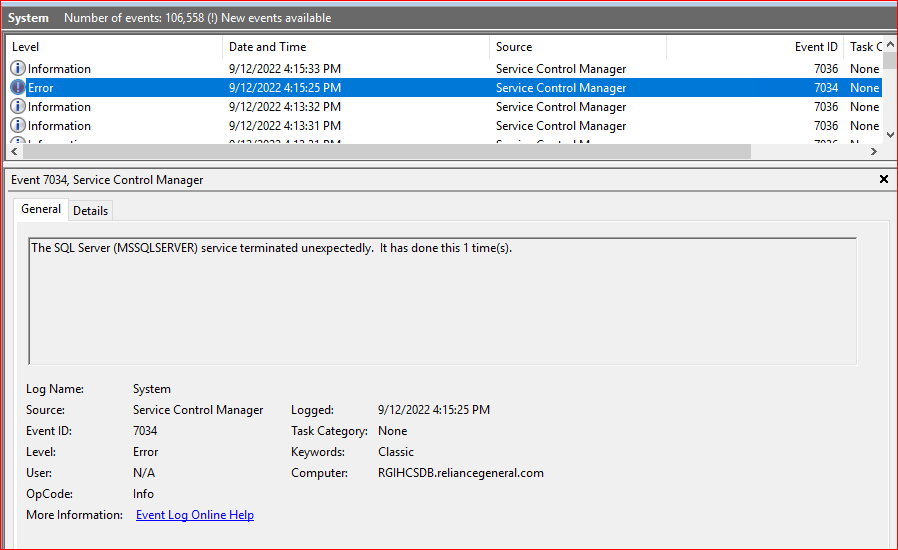 System Number of events: 106,558 (!) New events available
Level Date and Time Source Event ID Task C
Information 9/12/2022 4:15:33 PM Service Control Manager 7036 None
Error 9/12/2022 4:15:25 PM Service Control Manager 7034 None
Information 9/12/2022 4:13:32 PM Service Control Manager 7036 None
Information 9/12/2022 4:13:31 PM Service Control Manager 7036 None
Event 7034, Service Control Manager
General Details
The SQL Server (MSSQLSERVER) service terminated unexpectedly.  It has done this 1 time(s).
Log Name: System
Source: Service Control Manager Logged: 9/12/2022 4:15:25 PM
Event ID: 7034 Task Category: None
Level: Error Keywords: Classic
User: N/A Computer: RGIHCSDB.reliancegeneral.com
OpCode: Info
More Information: Event Log Online Help